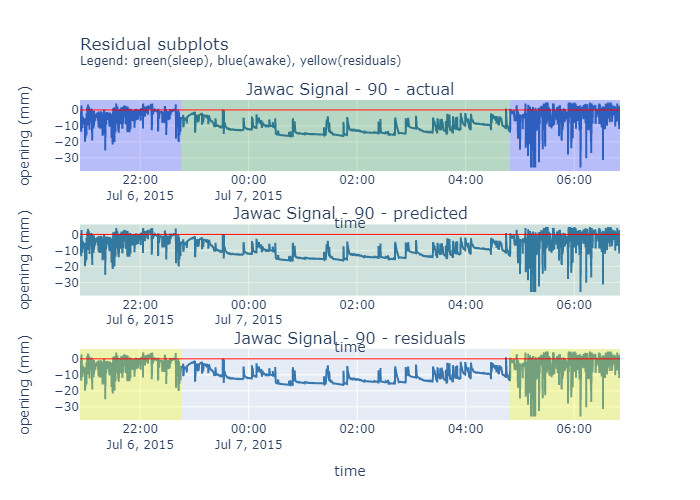 Residual subplots
Legend: green(sleep), blue(awake), yellow(residuals)
Jawac Signal - 90 - actual
opening (mm)
0
−10
−20
−30
22:00 00:00 02:00 04:00 06:00
Jul 6, 2015 Jul 7, 2015
time
Jawac Signal - 90 - predicted
opening (mm)
0
−10
−20
−30
22:00 00:00 02:00 04:00 06:00
Jul 6, 2015 Jul 7, 2015
time
Jawac Signal - 90 - residuals
opening (mm)
0
−10
−20
−30
22:00 00:00 02:00 04:00 06:00
Jul 6, 2015 Jul 7, 2015
time